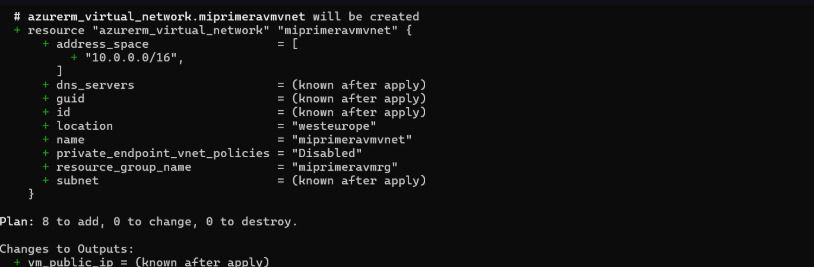 # azurerm_virtual_network.miprimeravmvnet will be created
+ resource "azurerm_virtual_network" "miprimeravmvnet" {
+ address_space = [
+ "10.0.0.0/16",
]
+ dns_servers = (known after apply)
+ guid = (known after apply)
+ id = (known after apply)
+ location = "westeurope"
+ name = "miprimeravmvnet"
+ private_endpoint_vnet_policies = "Disabled"
+ resource_group_name = "miprimeravmrg"
+ subnet = (known after apply)
}
Plan: 8 to add, 0 to change, 0 to destroy.
Changes to Outputs:
+ vm_public_ip = (known after apply)